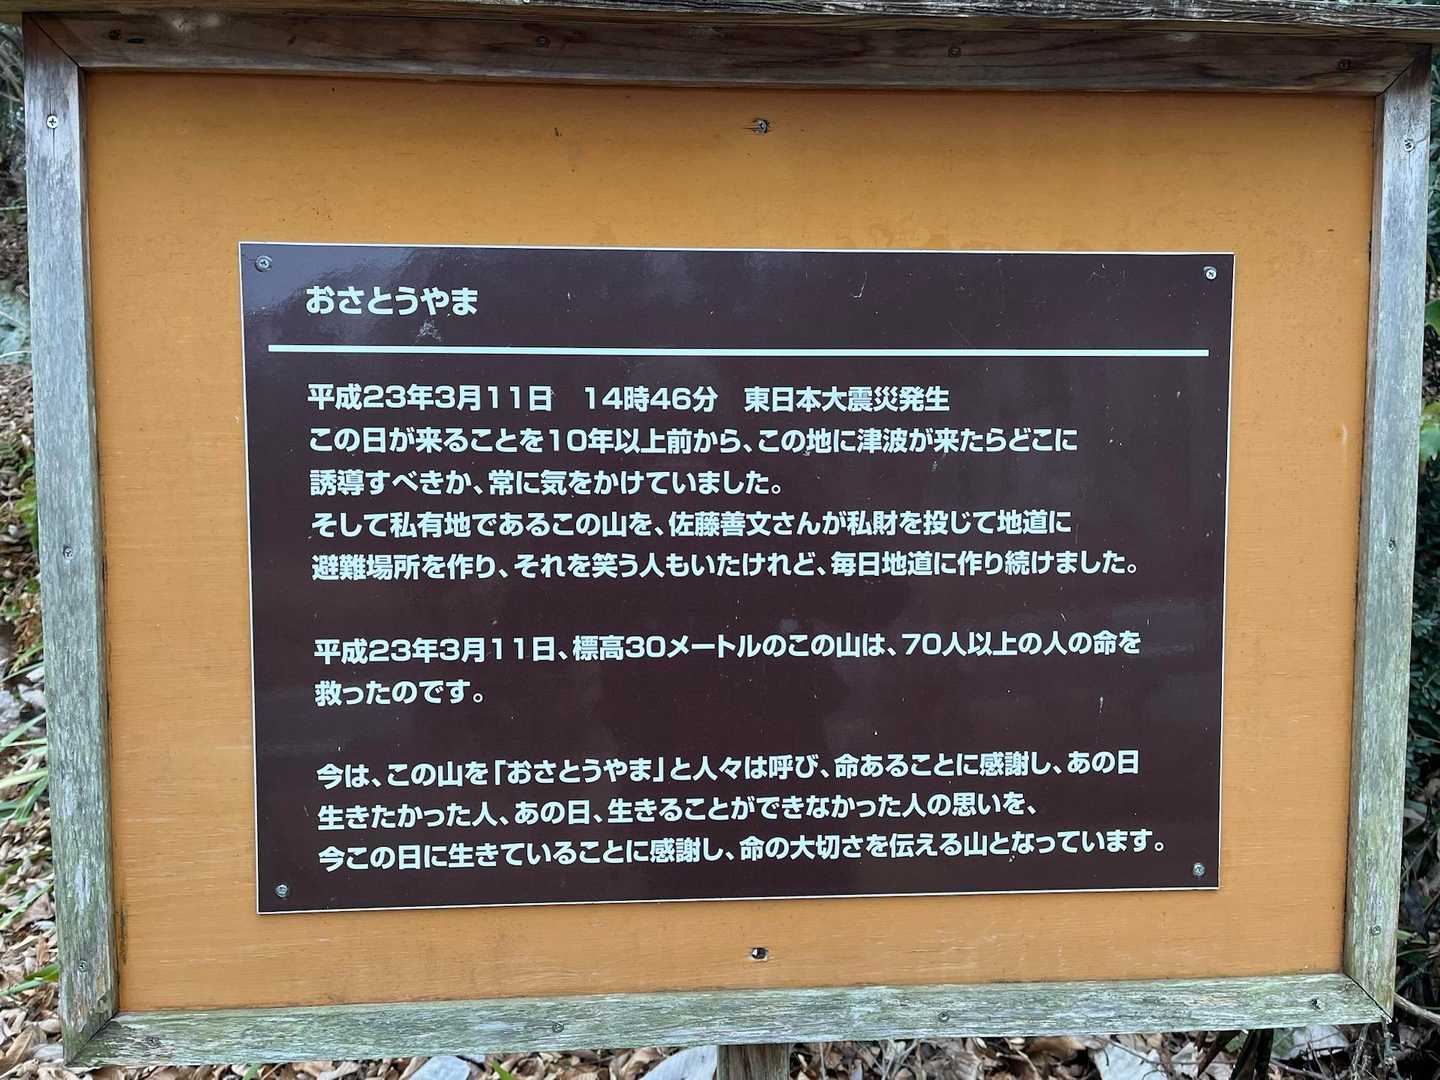 おさとうやま
平成23年3月11日　14時46分　東日本大震災発生
この日が来ることを10年以上前から、この地に津波が来たらどこに
誘導すべきか、常に気をかけていました。
そして私有地であるこの山を、佐藤善文さんが私財を投じて地道に
避難場所を作り、それを笑う人もいたけれど、毎日地道に作り続けました。
平成23年3月11日、標高30メートルのこの山は、70人以上の人の命を
救ったのです。
今は、この山を「おさとうやま」と人々は呼び、命あることに感謝し、あの日
生きたかった人、あの日、生きることができなかった人の思いを、
今この日に生きていることに感謝し、命の大切さを伝える山となっています。